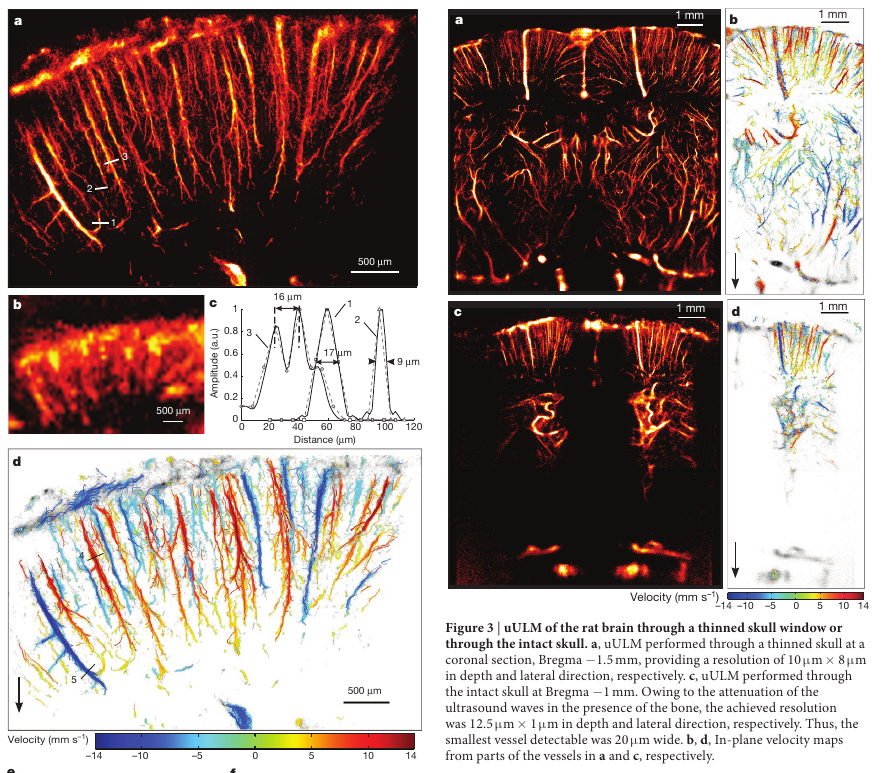 a
3
2
1
500 µm
b
500 µm
c
16 µm
1
2
3
17 µm
9 µm
Amplitude (a.u.)
1
0.8
0.6
0.4
0.2
0
0 20 40 60 80 100 120
Distance (µm)
d
4
5
500 µm
Velocity (mm s⁻¹)
−14 −10 −5 0 5 10 14
e
f
a
1 mm
b
1 mm
c
1 mm
d
1 mm
Velocity (mm s⁻¹)
−14 −10 −5 0 5 10 14
Figure 3 | uULM of the rat brain through a thinned skull window or
through the intact skull. a, uULM performed through a thinned skull at a
coronal section, Bregma −1.5 mm, providing a resolution of 10 µm × 8 µm
in depth and lateral direction, respectively. c, uULM performed through
the intact skull at Bregma −1 mm. Owing to the attenuation of the
ultrasound waves in the presence of the bone, the achieved resolution
was 12.5 µm × 1 µm in depth and lateral direction, respectively. Thus, the
smallest vessel detectable was 20 µm wide. b, d, In-plane velocity maps
from parts of the vessels in a and c, respectively.